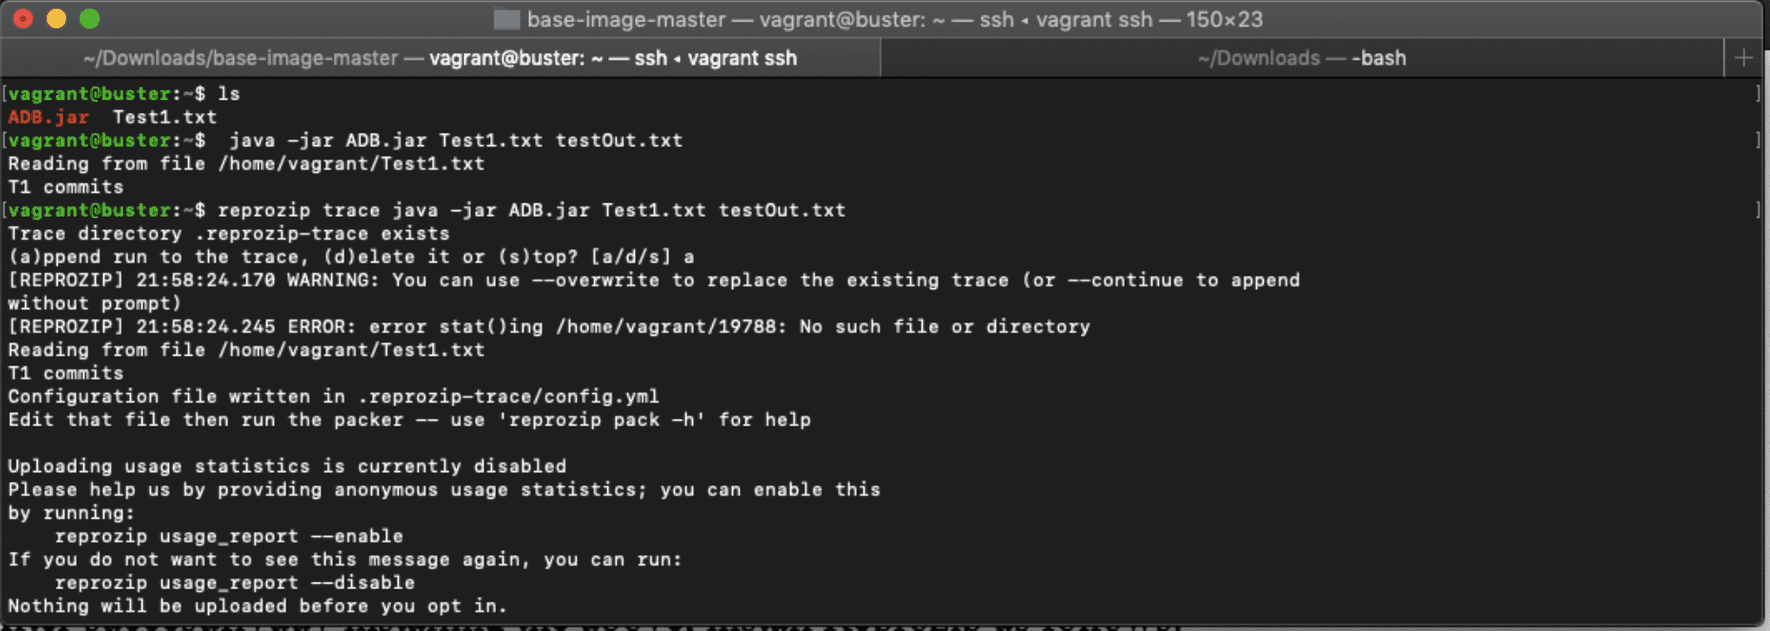 base-image-master — vagrant@buster: ~ — ssh ◂ vagrant ssh — 150×23
~/Downloads/base-image-master — vagrant@buster: ~ — ssh ◂ vagrant ssh
~/Downloads — -bash
[vagrant@buster:~$ ls ]
ADB.jar  Test1.txt
[vagrant@buster:~$  java -jar ADB.jar Test1.txt testOut.txt ]
Reading from file /home/vagrant/Test1.txt
T1 commits
[vagrant@buster:~$ reprozip trace java -jar ADB.jar Test1.txt testOut.txt ]
Trace directory .reprozip-trace exists
(a)ppend run to the trace, (d)elete it or (s)top? [a/d/s] a
[REPROZIP] 21:58:24.170 WARNING: You can use --overwrite to replace the existing trace (or --continue to append
without prompt)
[REPROZIP] 21:58:24.245 ERROR: error stat()ing /home/vagrant/19788: No such file or directory
Reading from file /home/vagrant/Test1.txt
T1 commits
Configuration file written in .reprozip-trace/config.yml
Edit that file then run the packer -- use 'reprozip pack -h' for help
Uploading usage statistics is currently disabled
Please help us by providing anonymous usage statistics; you can enable this
by running:
    reprozip usage_report --enable
If you do not want to see this message again, you can run:
    reprozip usage_report --disable
Nothing will be uploaded before you opt in.